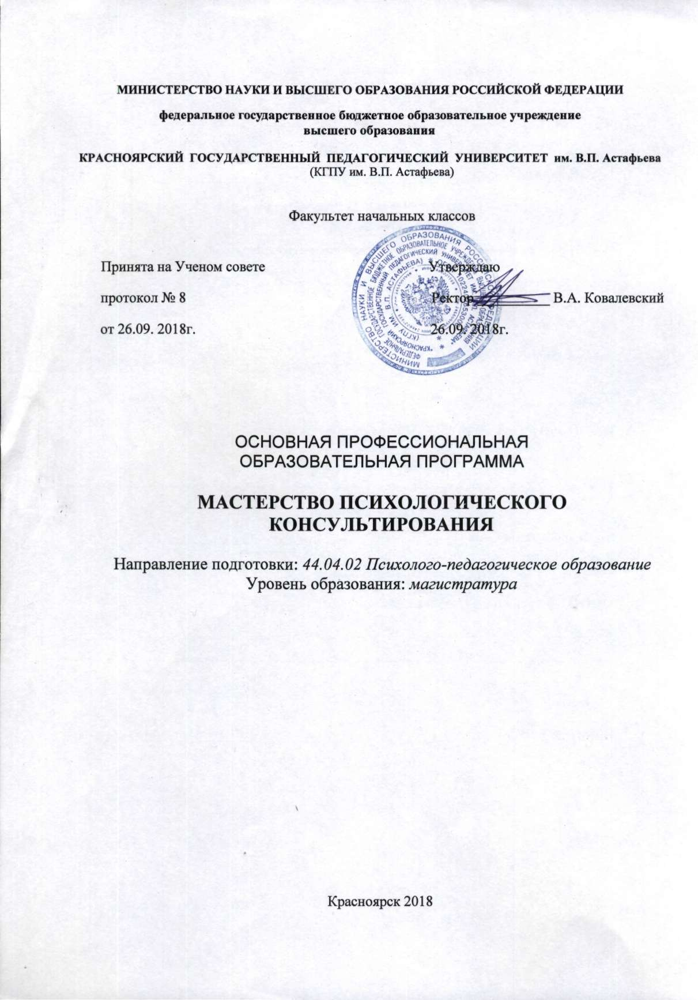 МИНИСТЕРСТВО НАУКИ И ВЫСШЕГО ОБРАЗОВАНИЯ РОССИЙСКОЙ ФЕДЕРАЦИИ
федеральное государственное бюджетное образовательное учреждение
высшего образования
КРАСНОЯРСКИЙ ГОСУДАРСТВЕННЫЙ ПЕДАГОГИЧЕСКИЙ УНИВЕРСИТЕТ им. В.П. Астафьева
(КГПУ им. В.П. Астафьева)
Факультет начальных классов
Принята на Ученом совете Утверждаю
протокол № 8 Ректор В.А. Ковалевский
от 26.09. 2018г. 26.09. 2018г.
МИНИСТЕРСТВО НАУКИ И ВЫСШЕГО ОБРАЗОВАНИЯ РОССИЙСКОЙ ФЕДЕРАЦИИ
ФЕДЕРАЛЬНОЕ ГОСУДАРСТВЕННОЕ БЮДЖЕТНОЕ ОБРАЗОВАТЕЛЬНОЕ УЧРЕЖДЕНИЕ ВЫСШЕГО ОБРАЗОВАНИЯ
"КРАСНОЯРСКИЙ ГОСУДАРСТВЕННЫЙ ПЕДАГОГИЧЕСКИЙ УНИВЕРСИТЕТ ИМ. В.П. АСТАФЬЕВА"
(КГПУ ИМ. В.П. АСТАФЬЕВА)
ОСНОВНАЯ ПРОФЕССИОНАЛЬНАЯ
ОБРАЗОВАТЕЛЬНАЯ ПРОГРАММА
МАСТЕРСТВО ПСИХОЛОГИЧЕСКОГО
КОНСУЛЬТИРОВАНИЯ
Направление подготовки: 44.04.02 Психолого-педагогическое образование
Уровень образования: магистратура
Красноярск 2018